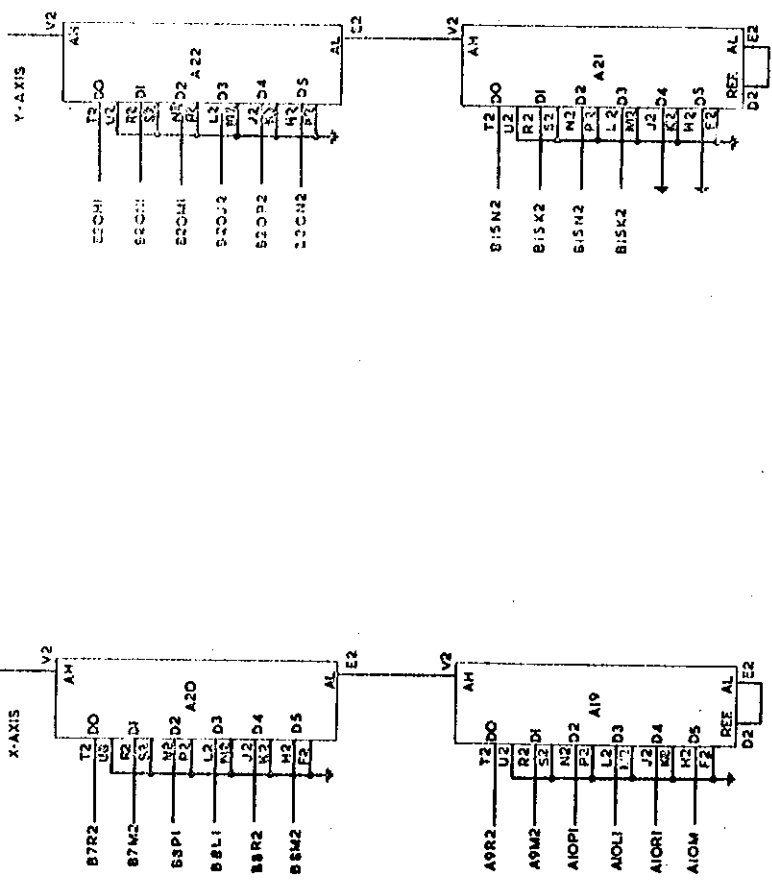 Y-AXIS
V2
AH
A22
AL
E2
T2 D0
U2
R2 D1
S2
N2 D2
P2
L2 D3
M2
J2 D4
H2 D5
B20J2
B20P2
V2
AH
A21
AL
E2
REF
D2
T2 D0
U2
R2 D1
S2
N2 D2
P2
L2 D3
M2
J2 D4
K2
H2 D5
F2
B15N2
B15K2
B15N2
B15K2
X-AXIS
V2
AH
A20
AL
E2
T2 D0
R2 D1
S2
N2 D2
P2
L2 D3
M2
J2 D4
K2
H2 D5
F2
B7R2
B7M2
B8P1
B8L1
B8R2
B8M2
V2
AH
A19
AL
E2
REF
D2
T2 D0
U2
R2 D1
S2
N2 D2
P2
L2 D3
M2
J2 D4
K2
H2 D5
F2
A9R2
A9M2
A10P1
A10L1
A10R1
A10M